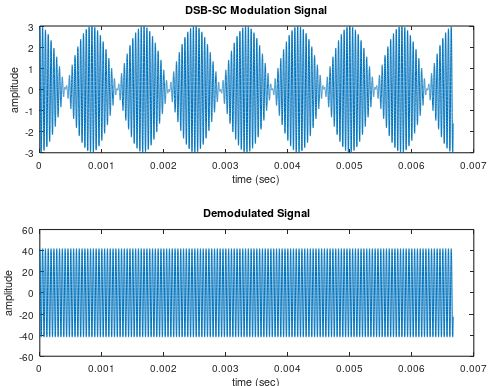 DSB-SC Modulation Signal
3
2
1
0
-1
-2
-3
amplitude
0 0.001 0.002 0.003 0.004 0.005 0.006 0.007
time (sec)
Demodulated Signal
60
40
20
0
-20
-40
-60
amplitude
0 0.001 0.002 0.003 0.004 0.005 0.006 0.007
time (sec)